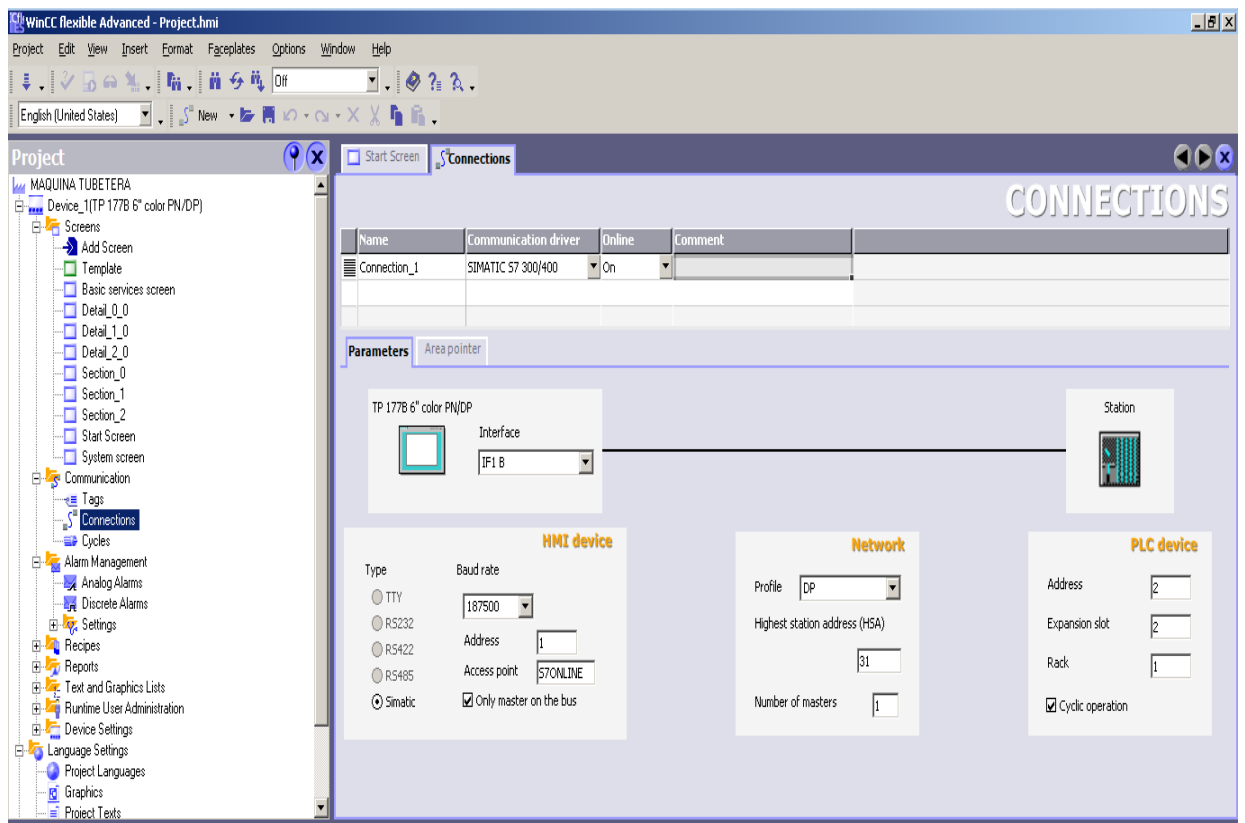 WinCC flexible Advanced - Project.hmi
Project Edit View Insert Format Faceplates Options Window Help
Off
English (United States) New
Project
MAQUINA TUBETERA
Device_1(TP 177B 6" color PN/DP)
Screens
Add Screen
Template
Basic services screen
Detail_0_0
Detail_1_0
Detail_2_0
Section_0
Section_1
Section_2
Start Screen
System screen
Communication
Tags
Connections
Cycles
Alarm Management
Analog Alarms
Discrete Alarms
Settings
Recipes
Reports
Text and Graphics Lists
Runtime User Administration
Device Settings
Language Settings
Project Languages
Graphics
Project Texts
Start Screen Connections
CONNECTIONS
Name Communication driver Online Comment
Connection_1 SIMATIC S7 300/400 On
Parameters Area pointer
TP 177B 6" color PN/DP
Interface
IF1 B
Station
HMI device
Type Baud rate
TTY
187500
RS232
Address 1
RS422
Access point S7ONLINE
RS485
Simatic Only master on the bus
Network
Profile DP
Highest station address (HSA)
31
Number of masters 1
PLC device
Address 2
Expansion slot 2
Rack 1
Cyclic operation